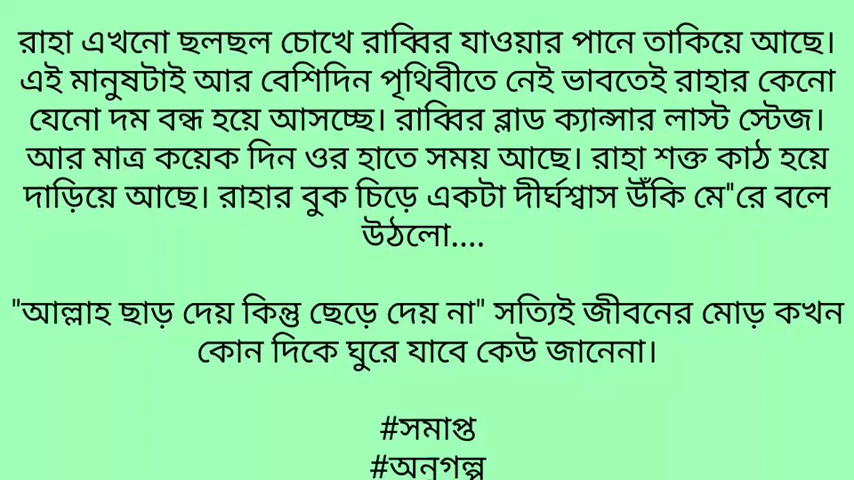 রাহা এখনো ছলছল চোখে রাব্বির যাওয়ার পানে তাকিয়ে আছে।
এই মানুষটাই আর বেশিদিন পৃথিবীতে নেই ভাবতেই রাহার কেনো
যেনো দম বন্ধ হয়ে আসচ্ছে। রাব্বির ব্লাড ক্যান্সার লাস্ট স্টেজ।
আর মাত্র কয়েক দিন ওর হাতে সময় আছে। রাহা শক্ত কাঠ হয়ে
দাড়িয়ে আছে। রাহার বুক চিড়ে একটা দীর্ঘশ্বাস উঁকি মে"রে বলে
উঠলো....
"আল্লাহ ছাড় দেয় কিন্তু ছেড়ে দেয় না" সত্যিই জীবনের মোড় কখন
কোন দিকে ঘুরে যাবে কেউ জানেনা।
#সমাপ্ত
#অনুগল্প